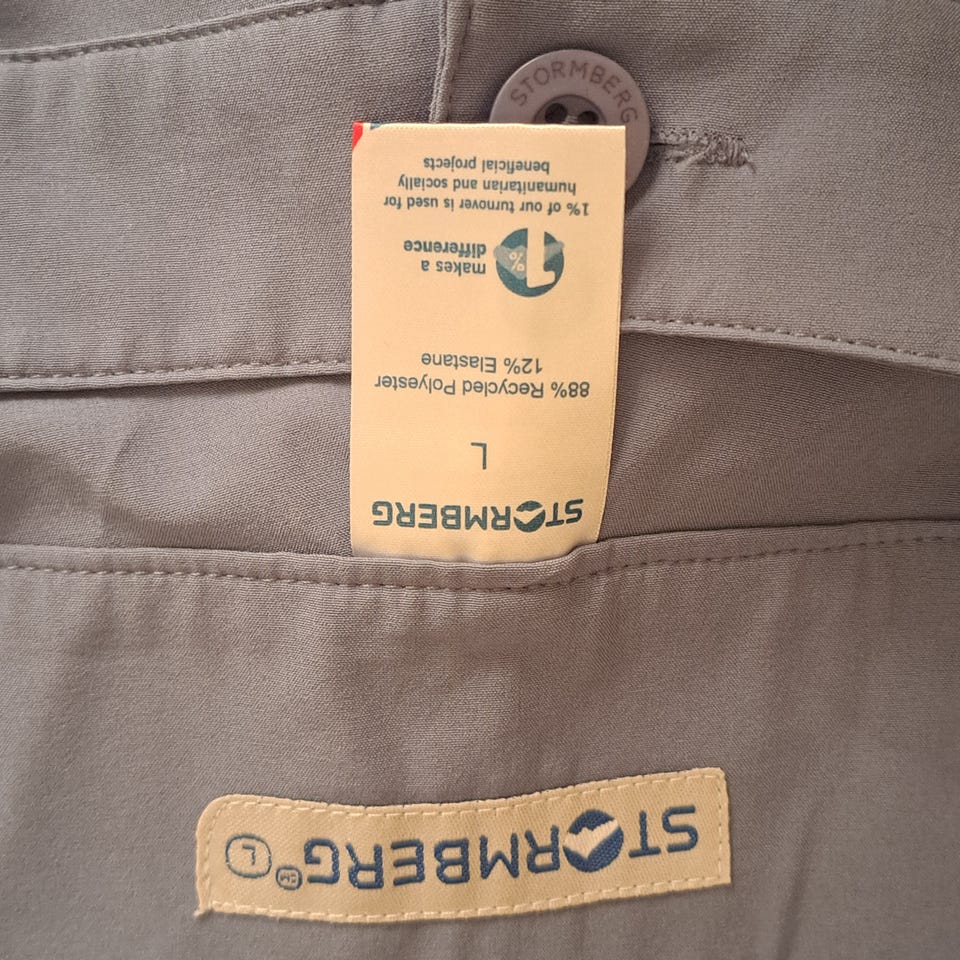 STORMBERG
STORMBERG
L
88% Recycled Polyester
12% Elastane
1%
makes a
difference
1% of our turnover is used for
humanitarian and socially
beneficial projects
STORMBERG
L